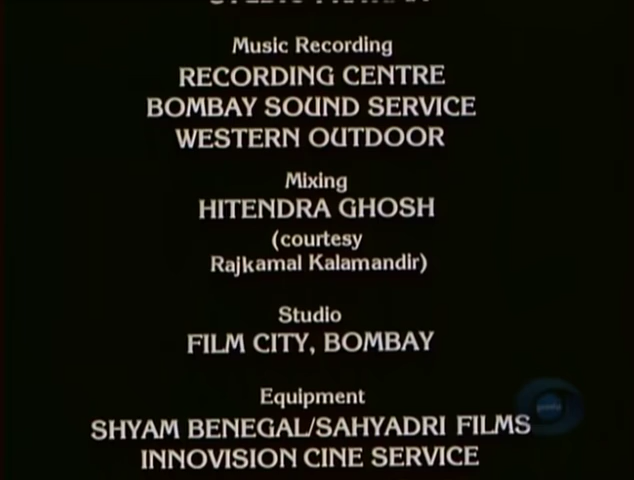 Music Recording
RECORDING CENTRE
BOMBAY SOUND SERVICE
WESTERN OUTDOOR
Mixing
HITENDRA GHOSH
(courtesy
Rajkamal Kalamandir)
Studio
FILM CITY, BOMBAY
Equipment
SHYAM BENEGAL/SAHYADRI FILMS
INNOVISION CINE SERVICE